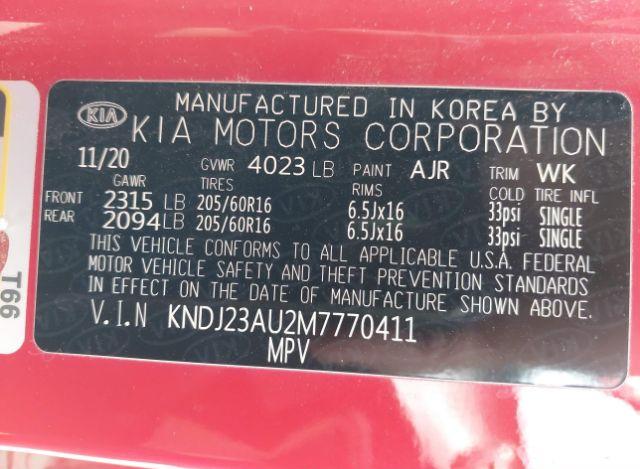 KIA MANUFACTURED IN KOREA BY
KIA MOTORS CORPORATION
11/20 GVWR 4023 LB PAINT AJR TRIM WK
GAWR TIRES RIMS COLD TIRE INFL
FRONT 2315 LB 205/60R16 6.5Jx16 33psi SINGLE
REAR 2094 LB 205/60R16 6.5Jx16 33psi SINGLE
THIS VEHICLE CONFORMS TO ALL APPLICABLE U.S.A. FEDERAL
MOTOR VEHICLE SAFETY AND THEFT PREVENTION STANDARDS
IN EFFECT ON THE DATE OF MANUFACTURE SHOWN ABOVE.
V.I.N KNDJ23AU2M7770411
MPV
T66